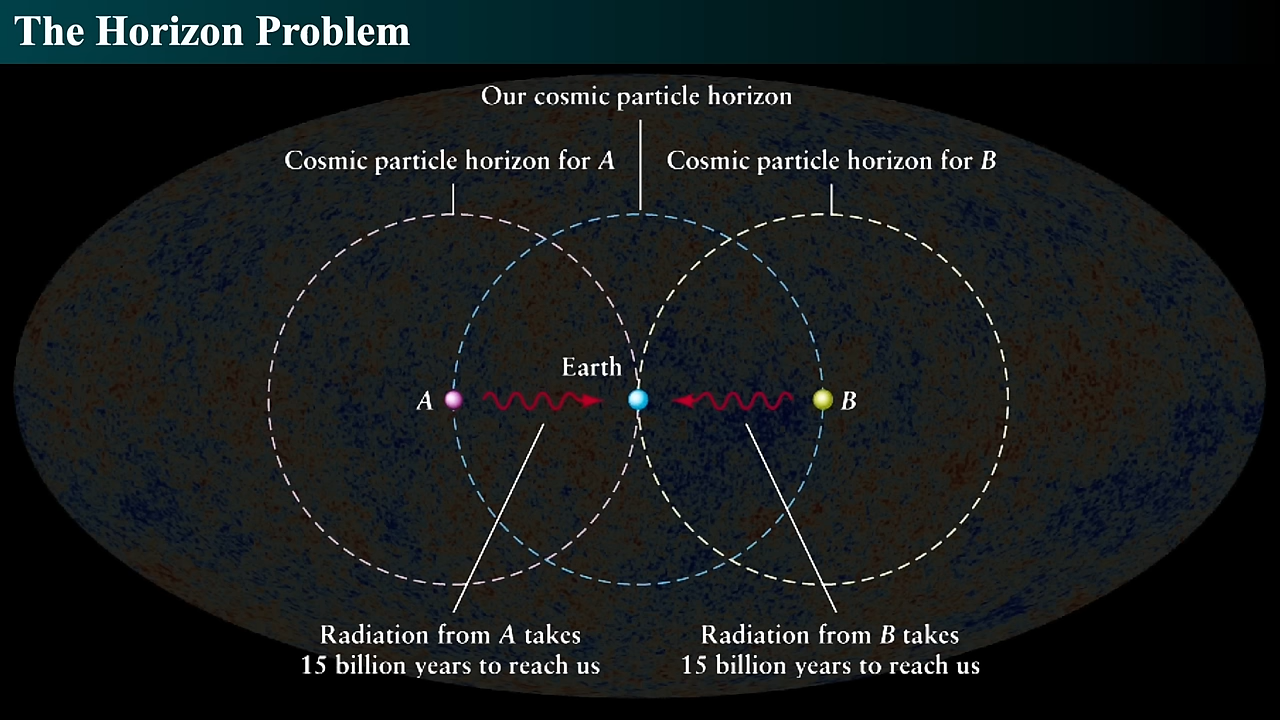 The Horizon Problem
Our cosmic particle horizon
Cosmic particle horizon for A
Cosmic particle horizon for B
Earth
A
B
Radiation from A takes
15 billion years to reach us
Radiation from B takes
15 billion years to reach us